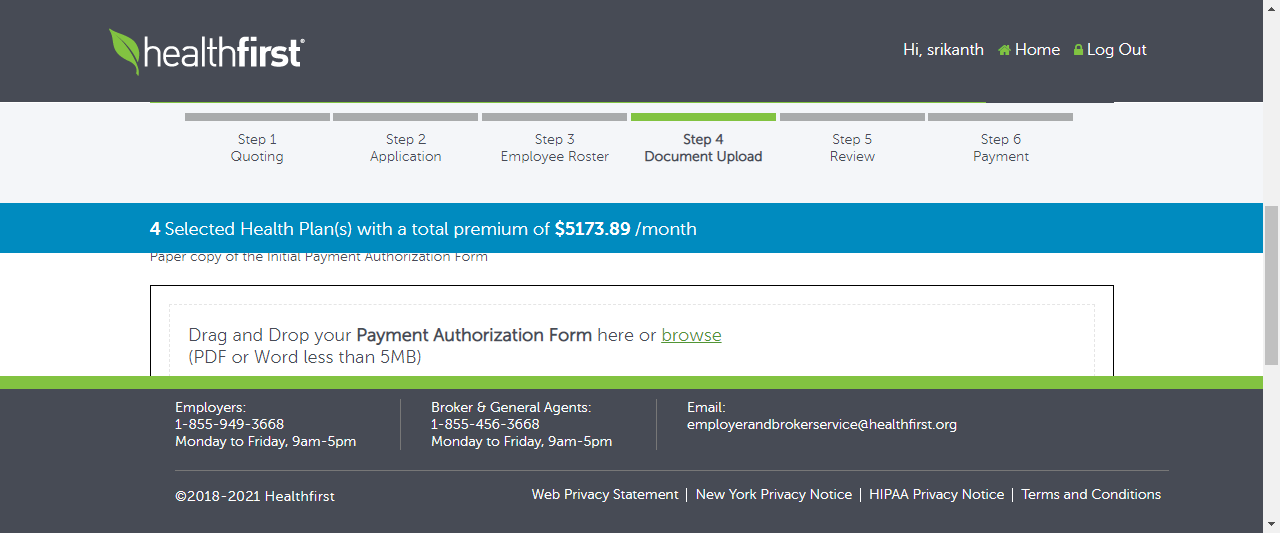 healthfirst®
Hi, srikanth Home Log Out
Step 1
Quoting
Step 2
Application
Step 3
Employee Roster
Step 4
Document Upload
Step 5
Review
Step 6
Payment
4 Selected Health Plan(s) with a total premium of $5173.89 /month
Paper copy of the Initial Payment Authorization Form
Drag and Drop your Payment Authorization Form here or browse
(PDF or Word less than 5MB)
Employers:
1-855-949-3668
Monday to Friday, 9am-5pm
Broker & General Agents:
1-855-456-3668
Monday to Friday, 9am-5pm
Email:
employerandbrokerservice@healthfirst.org
©2018-2021 Healthfirst
Web Privacy Statement | New York Privacy Notice | HIPAA Privacy Notice | Terms and Conditions